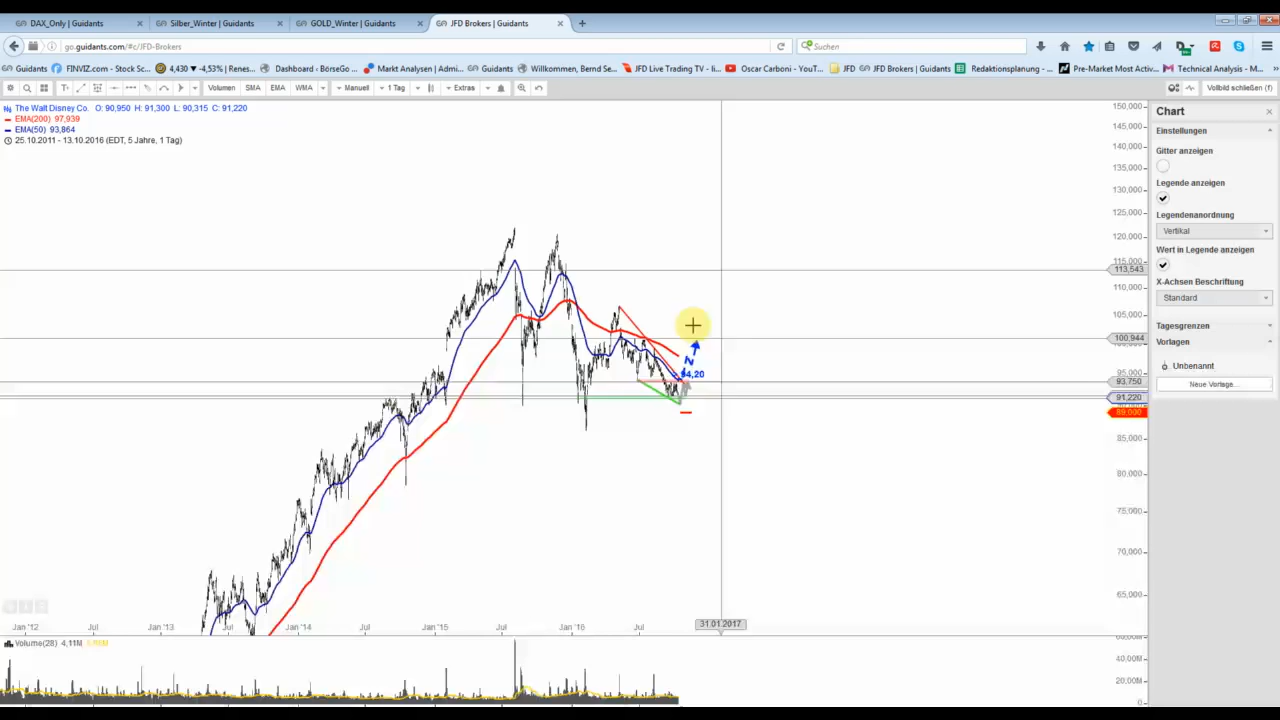 DAX_Only | Guidants
Silber_Winter | Guidants
GOLD_Winter | Guidants
JFD Brokers | Guidants
go.guidants.com/#c/JFD-Brokers
Suchen
Guidants
FINVIZ.com - Stock Sc...
4,430 -4,53% | Renes...
Dashboard - BörseGo ...
Markt Analysen | Admi...
Guidants
Willkommen, Bernd Se...
JFD Live Trading TV - li...
Oscar Carboni - YouT...
JFD
JFD Brokers | Guidants
Redaktionsplanung - ...
Pre-Market Most Activ...
Technical Analysis - M...
Volumen
SMA
EMA
WMA
Manuell
1 Tag
Extras
Vollbild schließen (f)
The Walt Disney Co. O: 90,950 H: 91,300 L: 90,315 C: 91,220
EMA(200) 97,939
EMA(50) 93,864
25.10.2011 - 13.10.2016 (EDT, 5 Jahre, 1 Tag)
150,000
145,000
140,000
135,000
130,000
125,000
120,000
115,000
113,543
110,000
105,000
100,944
95,000
93,750
91,220
89,000
85,000
80,000
75,000
70,000
65,000
94,20
Jan '12
Jul
Jan '13
Jul
Jan '14
Jul
Jan '15
Jul
Jan '16
Jul
31.01.2017
Volume(28) 4,11M
40,00M
20,00M
0
Chart
Einstellungen
Gitter anzeigen
Legende anzeigen
Legendenanordnung
Vertikal
Wert in Legende anzeigen
X-Achsen Beschriftung
Standard
Tagesgrenzen
Vorlagen
Unbenannt
Neue Vorlage...